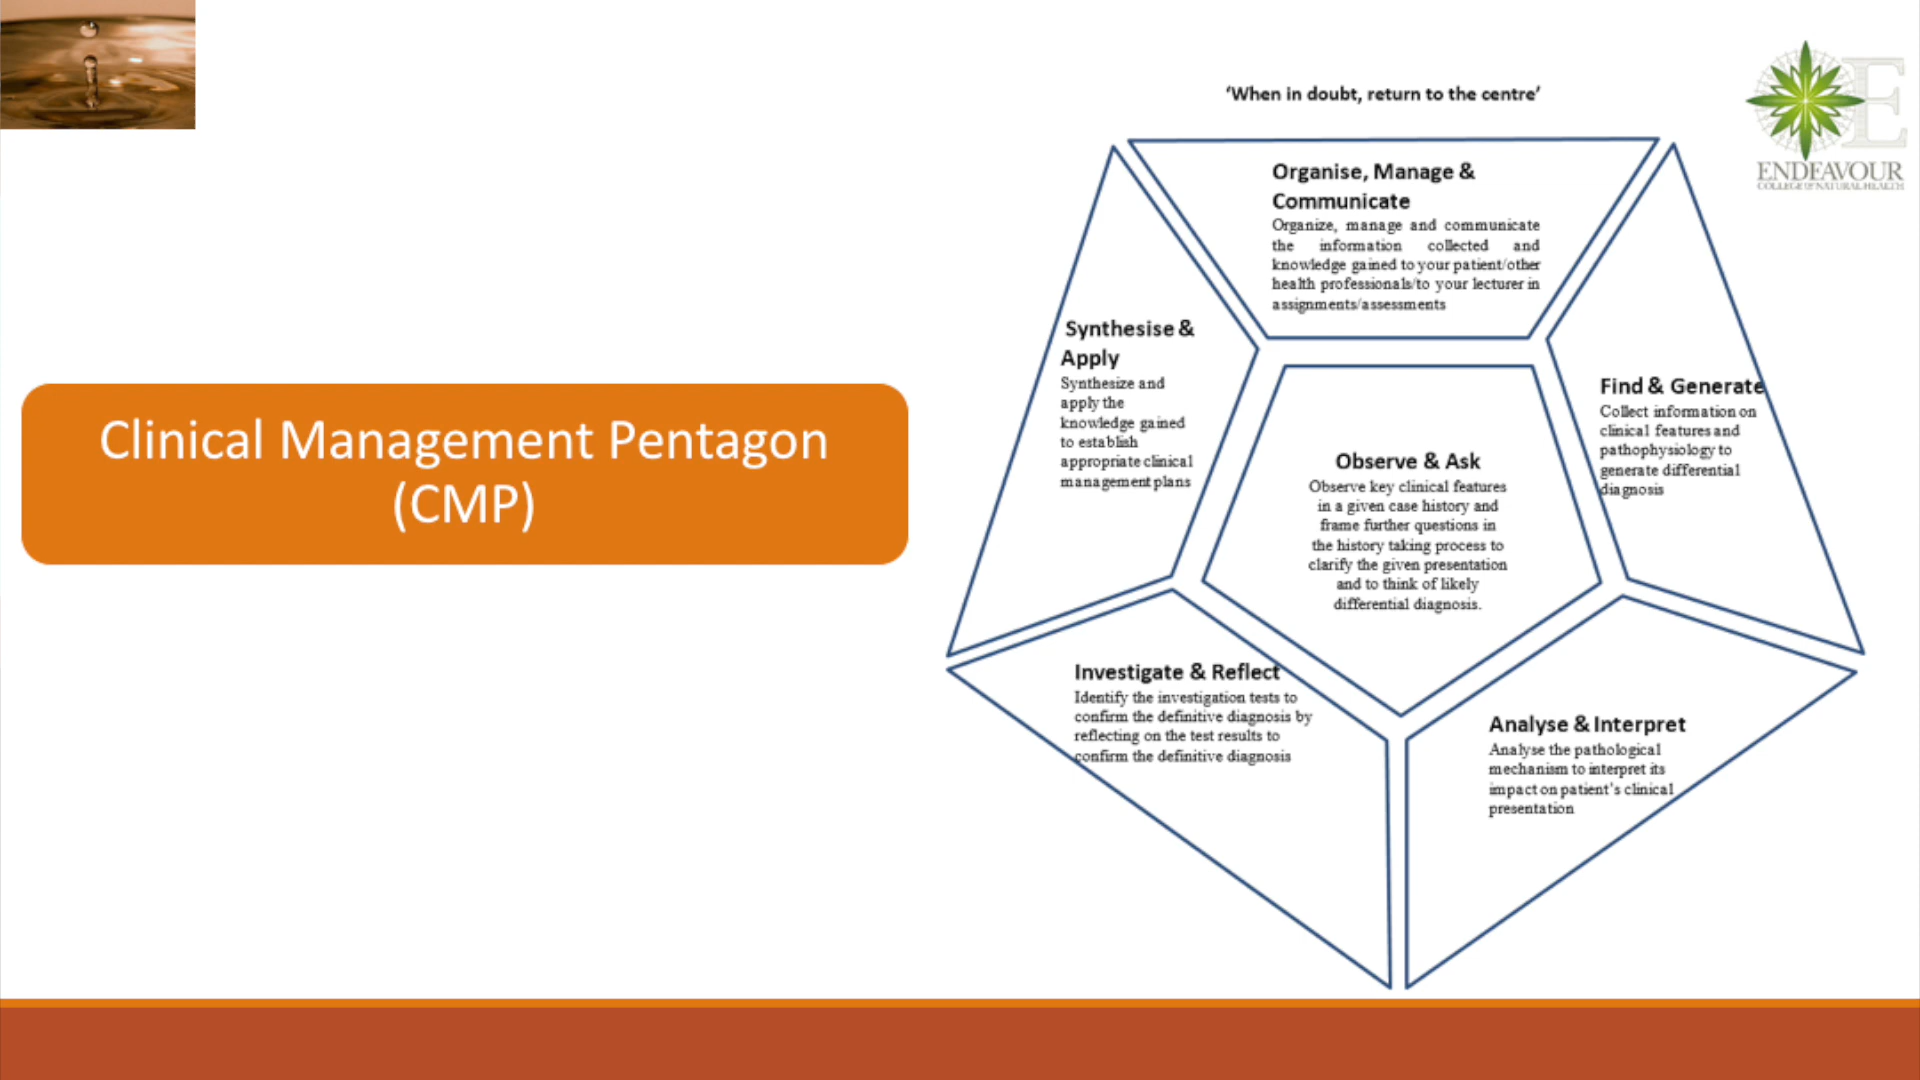 Clinical Management Pentagon
(CMP)
‘When in doubt, return to the centre’
ENDEAVOUR
COLLEGE OF NATURAL HEALTH
Organise, Manage &
Communicate
Organize, manage and communicate
the information collected and
knowledge gained to your patient/other
health professionals/to your lecturer in
assignments/assessments
Synthesise &
Apply
Synthesize and
apply the
knowledge gained
to establish
appropriate clinical
management plans
Find & Generate
Collect information on
clinical features and
pathophysiology to
generate differential
diagnosis
Observe & Ask
Observe key clinical features
in a given case history and
frame further questions in
the history taking process to
clarify the given presentation
and to think of likely
differential diagnosis.
Investigate & Reflect
Identify the investigation tests to
confirm the definitive diagnosis by
reflecting on the test results to
confirm the definitive diagnosis
Analyse & Interpret
Analyse the pathological
mechanism to interpret its
impact on patient's clinical
presentation